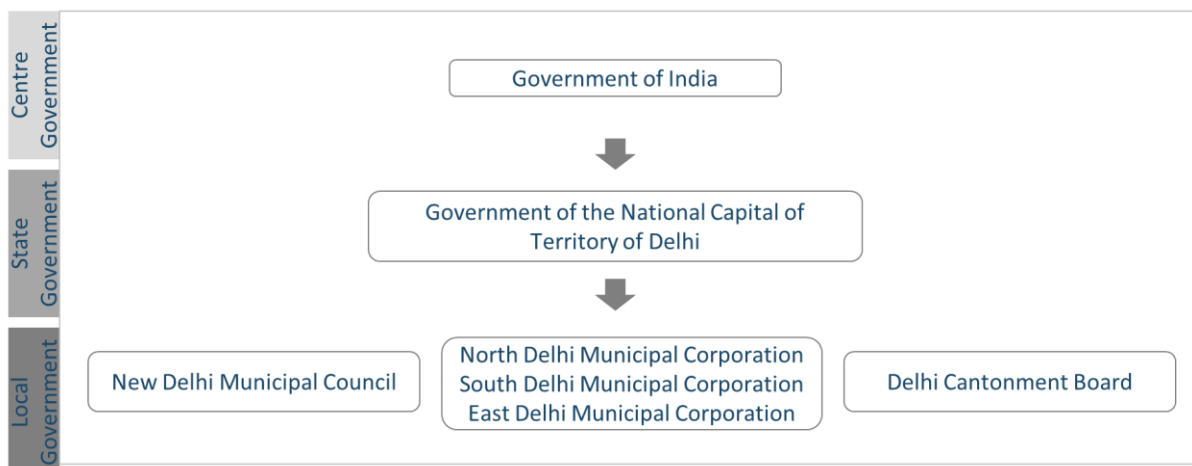 Centre
Government
Government of India
State
Government
Government of the National Capital of
Territory of Delhi
Local
Government
New Delhi Municipal Council
North Delhi Municipal Corporation
South Delhi Municipal Corporation
East Delhi Municipal Corporation
Delhi Cantonment Board